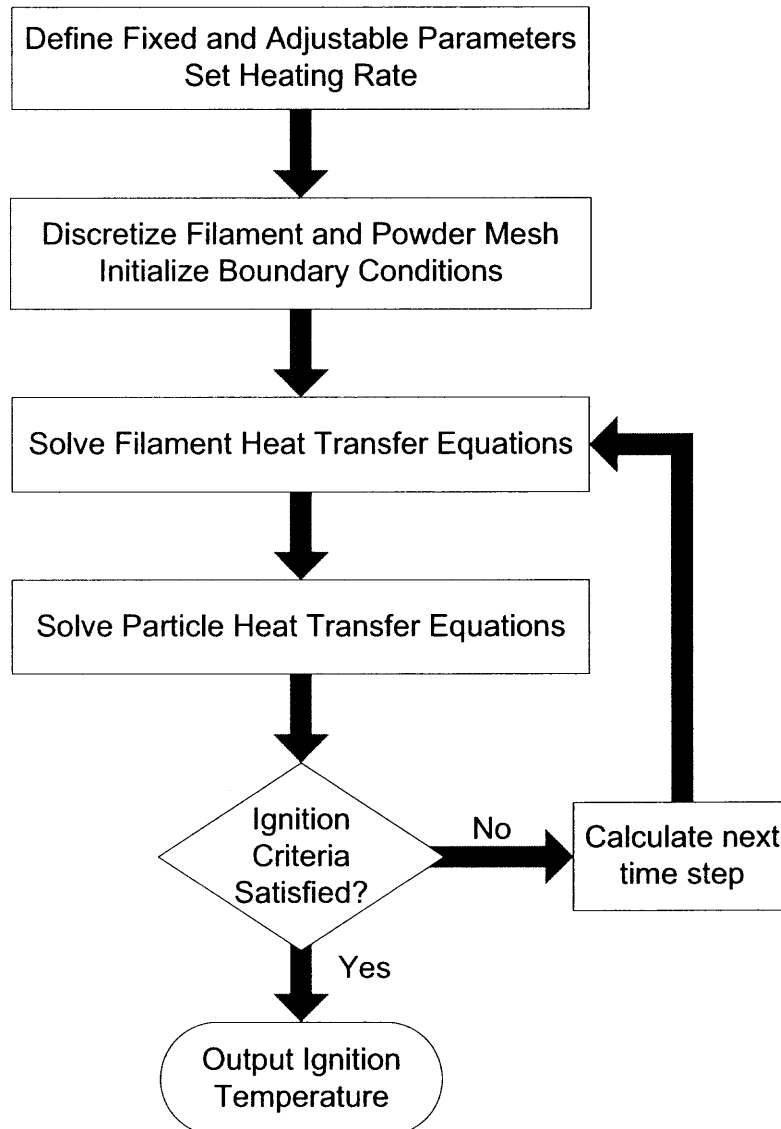 Define Fixed and Adjustable Parameters
Set Heating Rate
Discretize Filament and Powder Mesh
Initialize Boundary Conditions
Solve Filament Heat Transfer Equations
Solve Particle Heat Transfer Equations
Ignition
Criteria
Satisfied?
No
Calculate next
time step
Yes
Output Ignition
Temperature